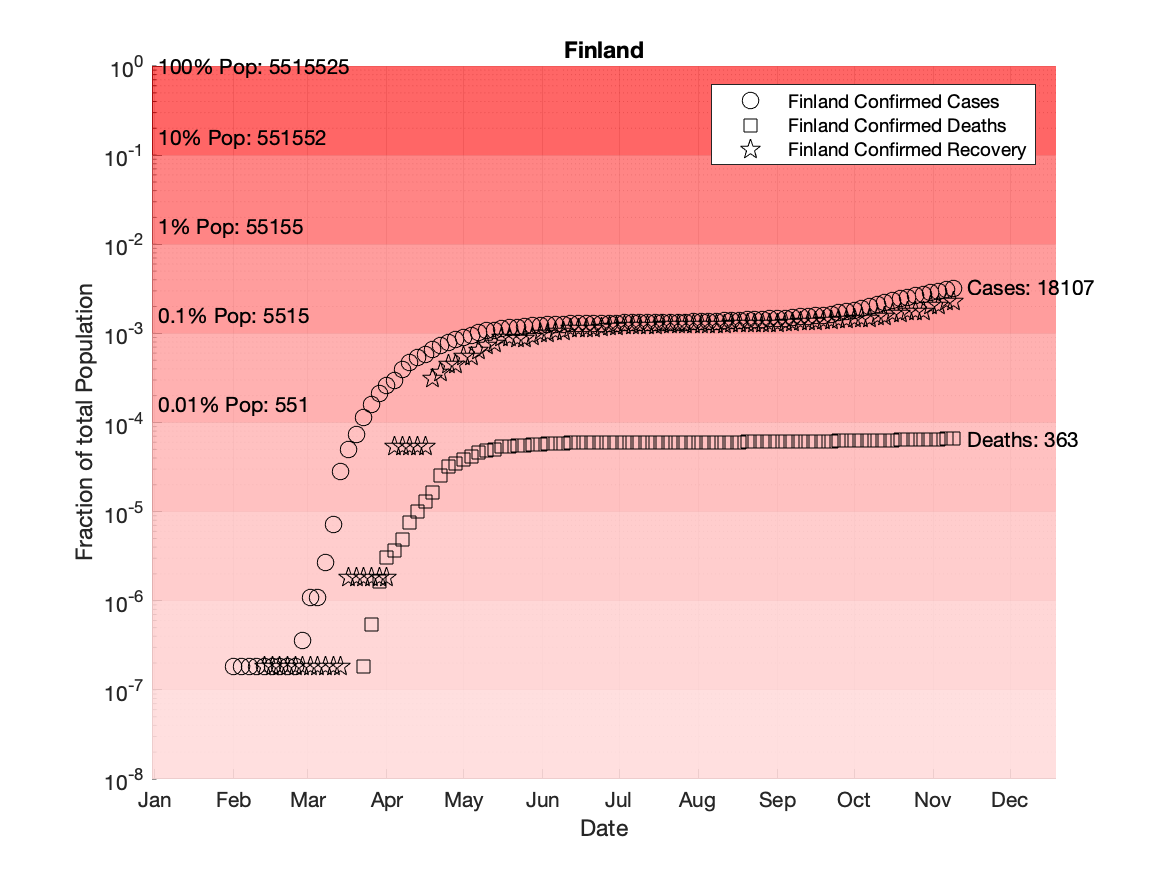 Finland
10^0
100% Pop: 5515525
Finland Confirmed Cases
Finland Confirmed Deaths
Finland Confirmed Recovery
10% Pop: 551552
10^-1
1% Pop: 55155
10^-2
Cases: 18107
0.1% Pop: 5515
10^-3
0.01% Pop: 551
10^-4
Deaths: 363
10^-5
10^-6
10^-7
10^-8
Fraction of total Population
Jan Feb Mar Apr May Jun Jul Aug Sep Oct Nov Dec
Date